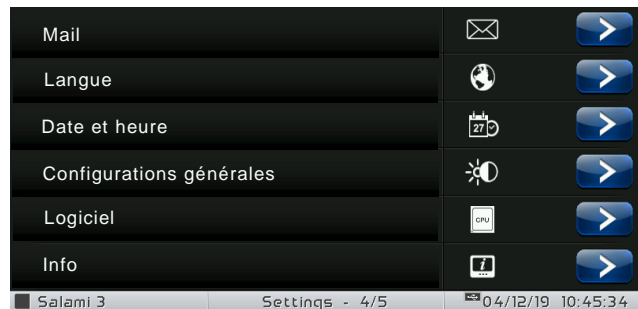 Mail
Langue
Date et heure
27
Configurations générales
Logiciel
CPU
Info
i
Salami 3 Settings - 4/5 04/12/19 10:45:34